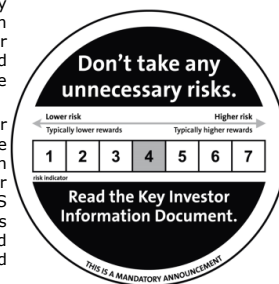 Don't take any
unnecessary risks.
Lower risk Higher risk
Typically lower rewards Typically higher rewards
1 2 3 4 5 6 7
risk indicator
Read the Key Investor
Information Document.
THIS IS A MANDATORY ANNOUNCEMENT